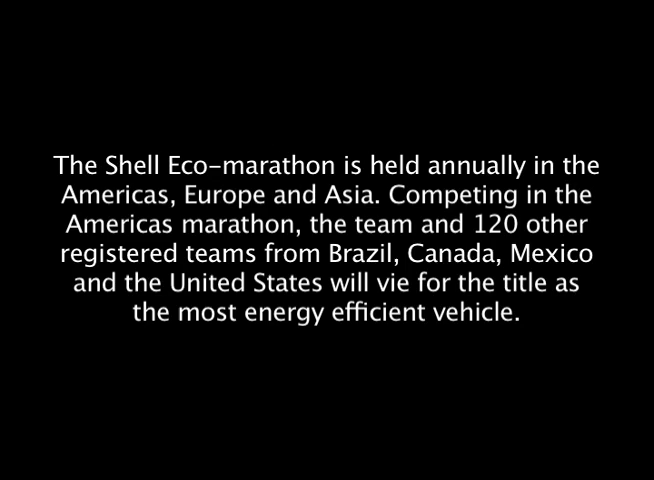 The Shell Eco-marathon is held annually in the
Americas, Europe and Asia. Competing in the
Americas marathon, the team and 120 other
registered teams from Brazil, Canada, Mexico
and the United States will vie for the title as
the most energy efficient vehicle.